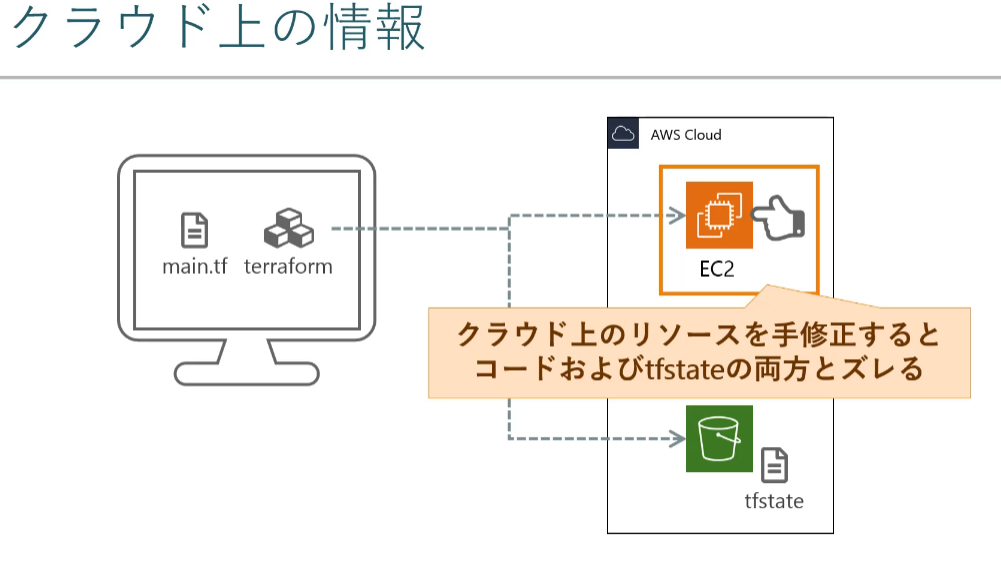 クラウド上の情報
AWS Cloud
main.tf
terraform
EC2
クラウド上のリソースを手修正すると
コードおよびtfstateの両方とズレる
tfstate